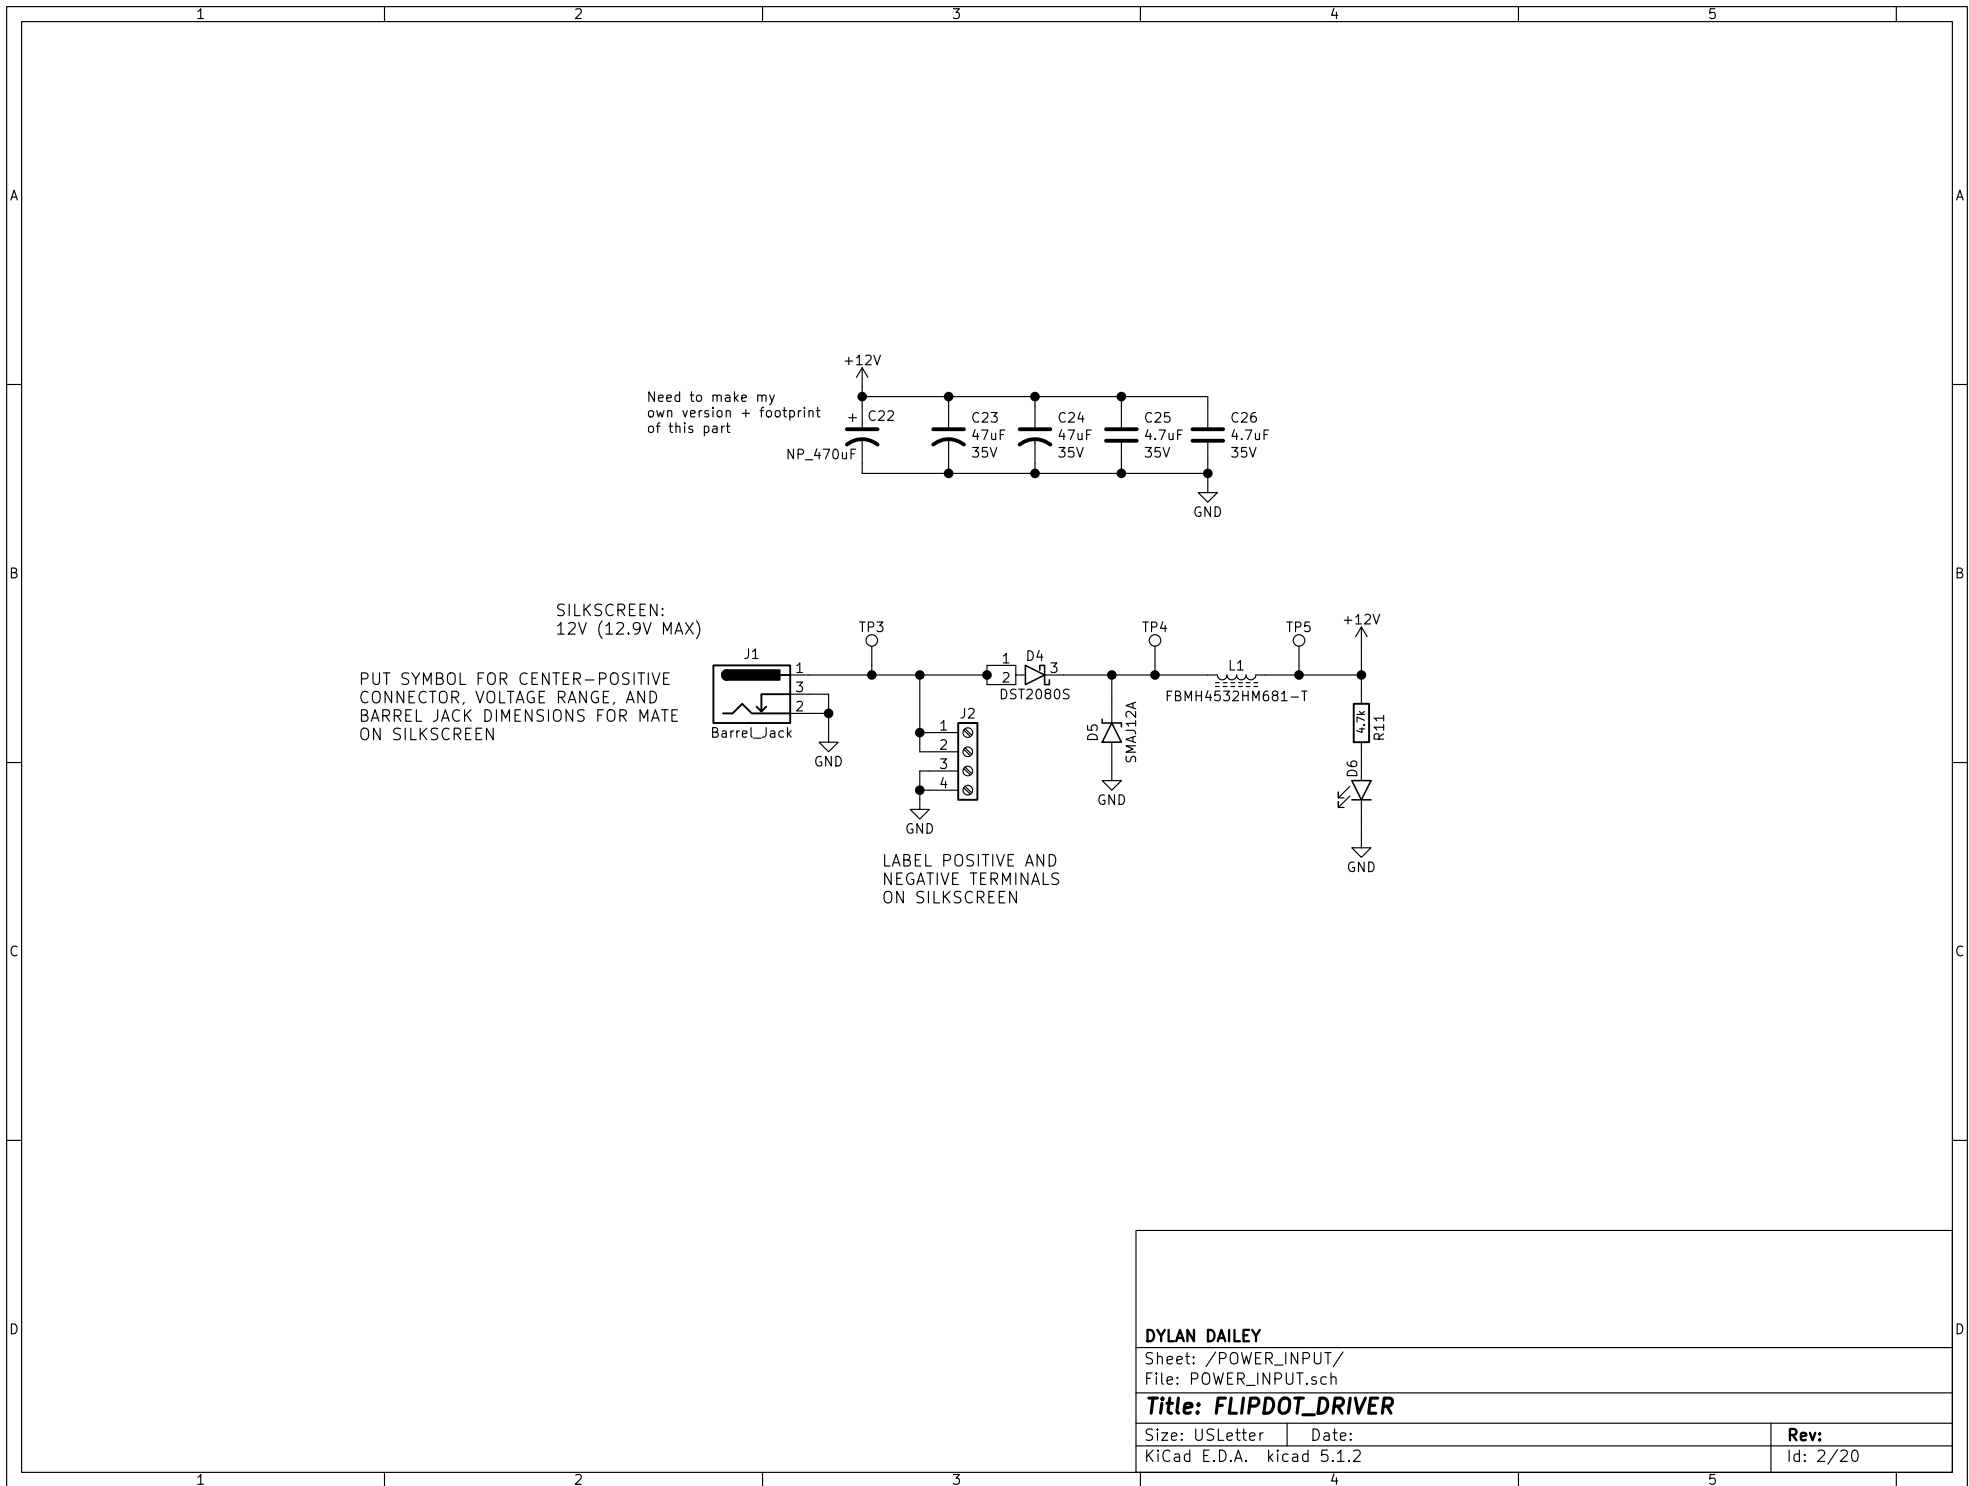 1 2 3 4 5
A A
+12V
Need to make my
own version + footprint
of this part
+ C22
NP_470uF
C23
47uF
35V
C24
47uF
35V
C25
4.7uF
35V
C26
4.7uF
35V
GND
B B
SILKSCREEN:
12V (12.9V MAX)
PUT SYMBOL FOR CENTER-POSITIVE
CONNECTOR, VOLTAGE RANGE, AND
BARREL JACK DIMENSIONS FOR MATE
ON SILKSCREEN
J1
1
3
2
Barrel_Jack
GND
TP3
J2
1
2
3
4
GND
LABEL POSITIVE AND
NEGATIVE TERMINALS
ON SILKSCREEN
1
2
D4
3
DST2080S
D5
SMAJ12A
GND
TP4
L1
FBMH4532HM681-T
TP5
+12V
4.7k
R11
D6
GND
C C
D D
DYLAN DAILEY
Sheet: /POWER_INPUT/
File: POWER_INPUT.sch
Title: FLIPDOT_DRIVER
Size: USLetter Date: Rev:
KiCad E.D.A. kicad 5.1.2 Id: 2/20
1 2 3 4 5